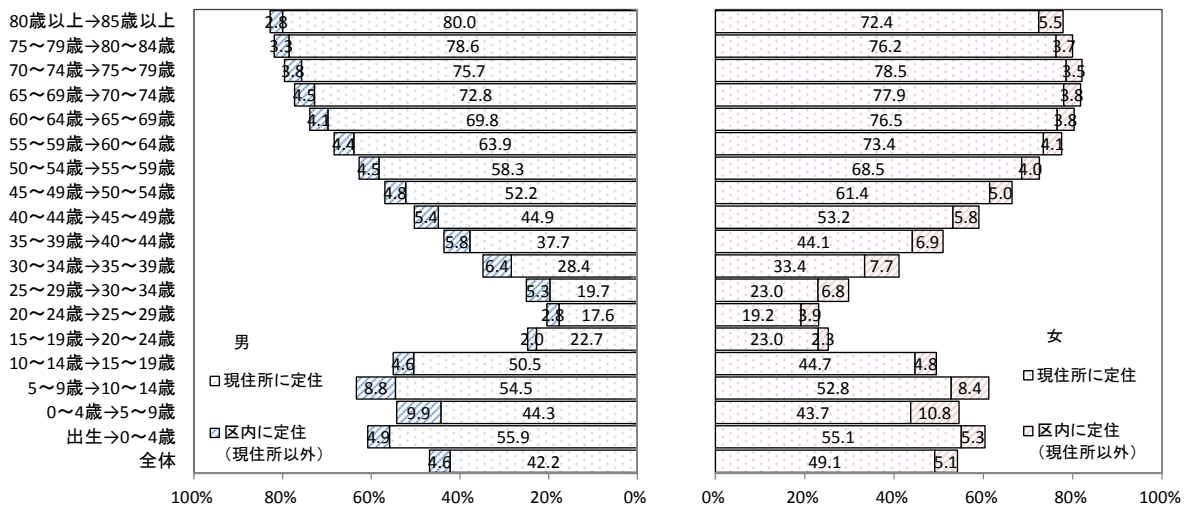 80歳以上→85歳以上 2.8 80.0 72.4 5.5
75～79歳→80～84歳 3.3 78.6 76.2 3.7
70～74歳→75～79歳 3.8 75.7 78.5 3.5
65～69歳→70～74歳 4.5 72.8 77.9 3.8
60～64歳→65～69歳 4.1 69.8 76.5 3.8
55～59歳→60～64歳 4.4 63.9 73.4 4.1
50～54歳→55～59歳 4.5 58.3 68.5 4.0
45～49歳→50～54歳 4.8 52.2 61.4 5.0
40～44歳→45～49歳 5.4 44.9 53.2 5.8
35～39歳→40～44歳 5.8 37.7 44.1 6.9
30～34歳→35～39歳 6.4 28.4 33.4 7.7
25～29歳→30～34歳 5.3 19.7 23.0 6.8
20～24歳→25～29歳 2.8 17.6 19.2 3.9
15～19歳→20～24歳 2.0 22.7 23.0 2.3
10～14歳→15～19歳 4.6 50.5 44.7 4.8
5～9歳→10～14歳 8.8 54.5 52.8 8.4
0～4歳→5～9歳 9.9 44.3 43.7 10.8
出生→0～4歳 4.9 55.9 55.1 5.3
全体 4.6 42.2 49.1 5.1
男
現住所に定住
区内に定住
（現住所以外）
女
現住所に定住
区内に定住
（現住所以外）
100% 80% 60% 40% 20% 0%
0% 20% 40% 60% 80% 100%